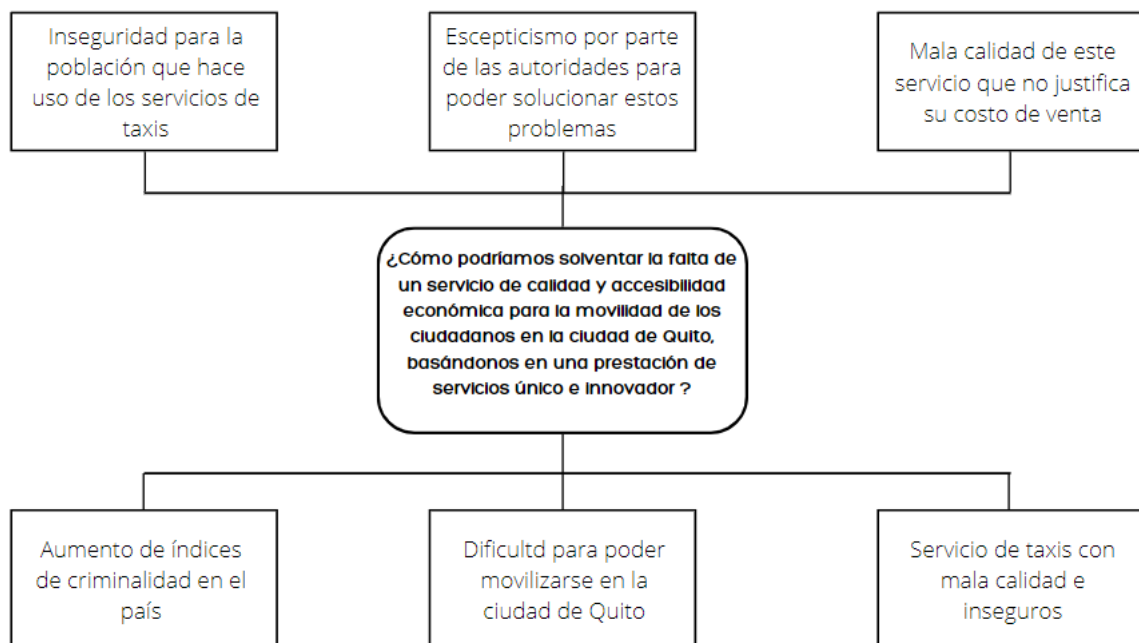 Inseguridad para la
población que hace
uso de los servicios de
taxis
Escepticismo por parte
de las autoridades para
poder solucionar estos
problemas
Mala calidad de este
servicio que no justifica
su costo de venta
¿Cómo podríamos solventar la falta de
un servicio de calidad y accesibilidad
económica para la movilidad de los
ciudadanos en la ciudad de Quito,
basándonos en una prestación de
servicios único e innovador ?
Aumento de índices
de criminalidad en el
país
Dificultd para poder
movilizarse en la
ciudad de Quito
Servicio de taxis con
mala calidad e
inseguros